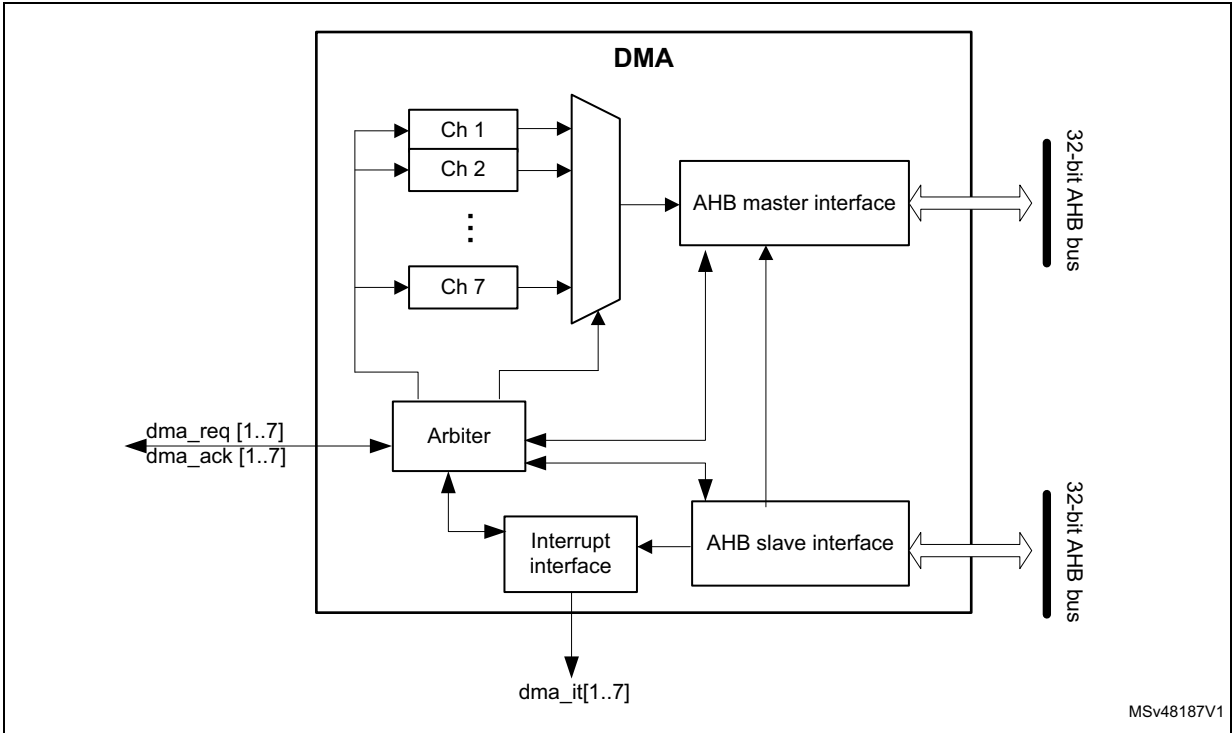 DMA
Ch 1
Ch 2
Ch 7
AHB master interface
32-bit AHB bus
dma_req [1..7]
dma_ack [1..7]
Arbiter
Interrupt
interface
AHB slave interface
32-bit AHB bus
dma_it[1..7]
MSv48187V1